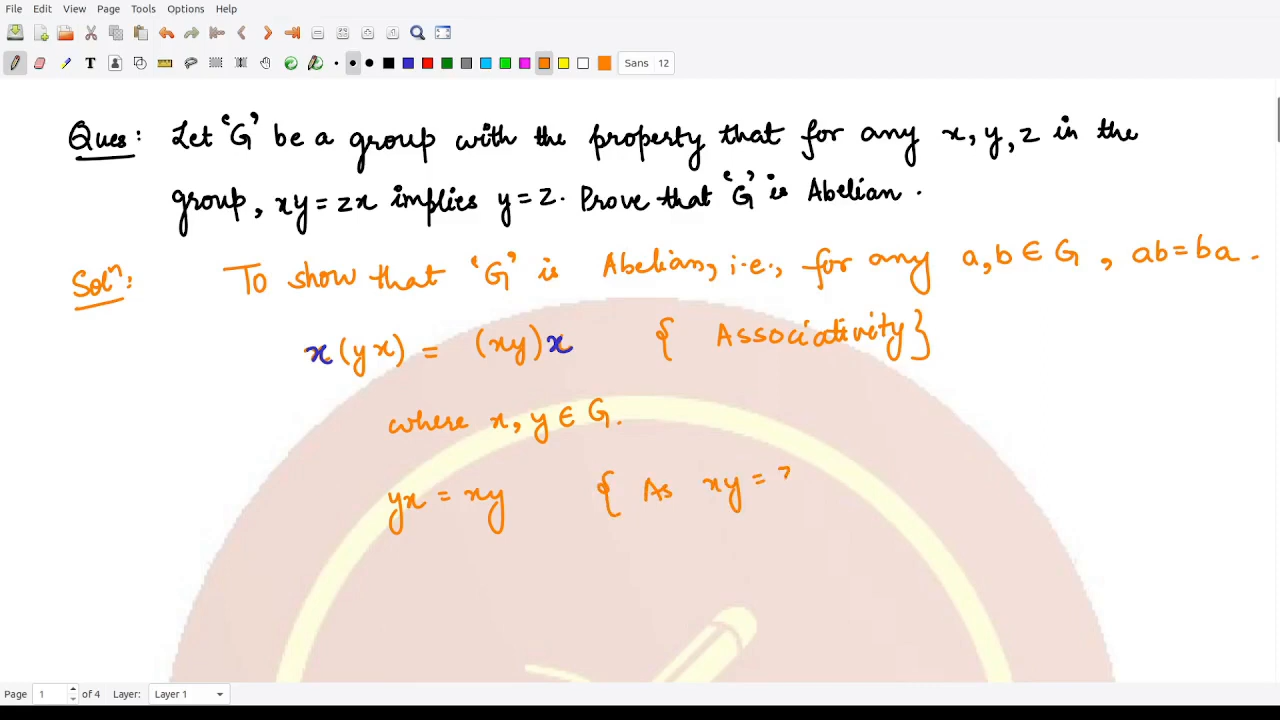 File Edit View Page Tools Options Help
Sans 12
Ques: Let 'G' be a group with the property that for any x, y, z in the
group, xy = zx implies y = z. Prove that 'G' is Abelian.
Solⁿ: To show that 'G' is Abelian, i.e., for any a, b ∈ G, ab = ba.
x(yx) = (xy)x { Associativity}
where x, y ∈ G.
yx = xy { As xy =
Page 1 of 4 Layer: Layer 1